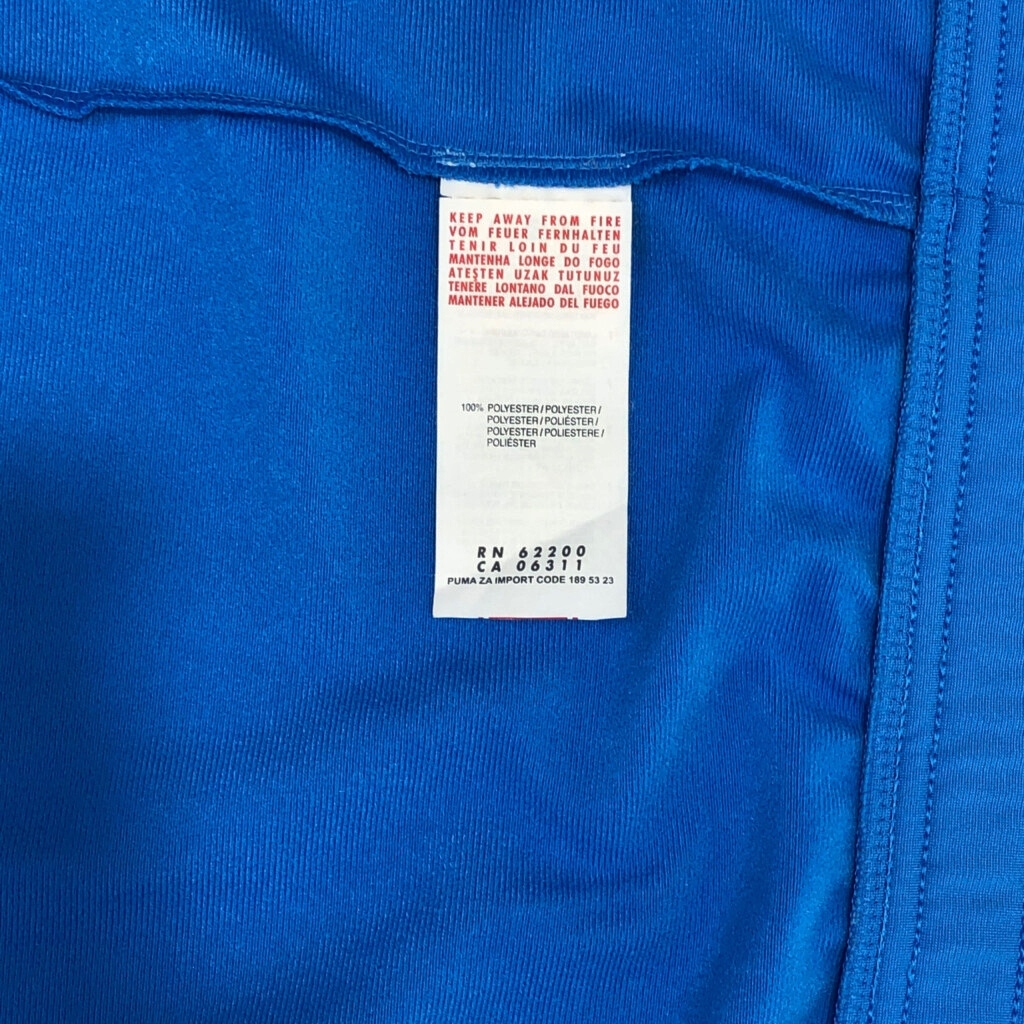 KEEP AWAY FROM FIRE
VOM FEUER FERNHALTEN
TENIR LOIN DU FEU
MANTENHA LONGE DO FOGO
ATEŞTEN UZAK TUTUNUZ
TENERE LONTANO DAL FUOCO
MANTENER ALEJADO DEL FUEGO
100% POLYESTER / POLYESTER /
POLYESTER / POLIÉSTER /
POLYESTER / POLIESTERE /
POLIÉSTER
RN 62200
CA 06311
PUMA ZA IMPORT CODE 189 53 23